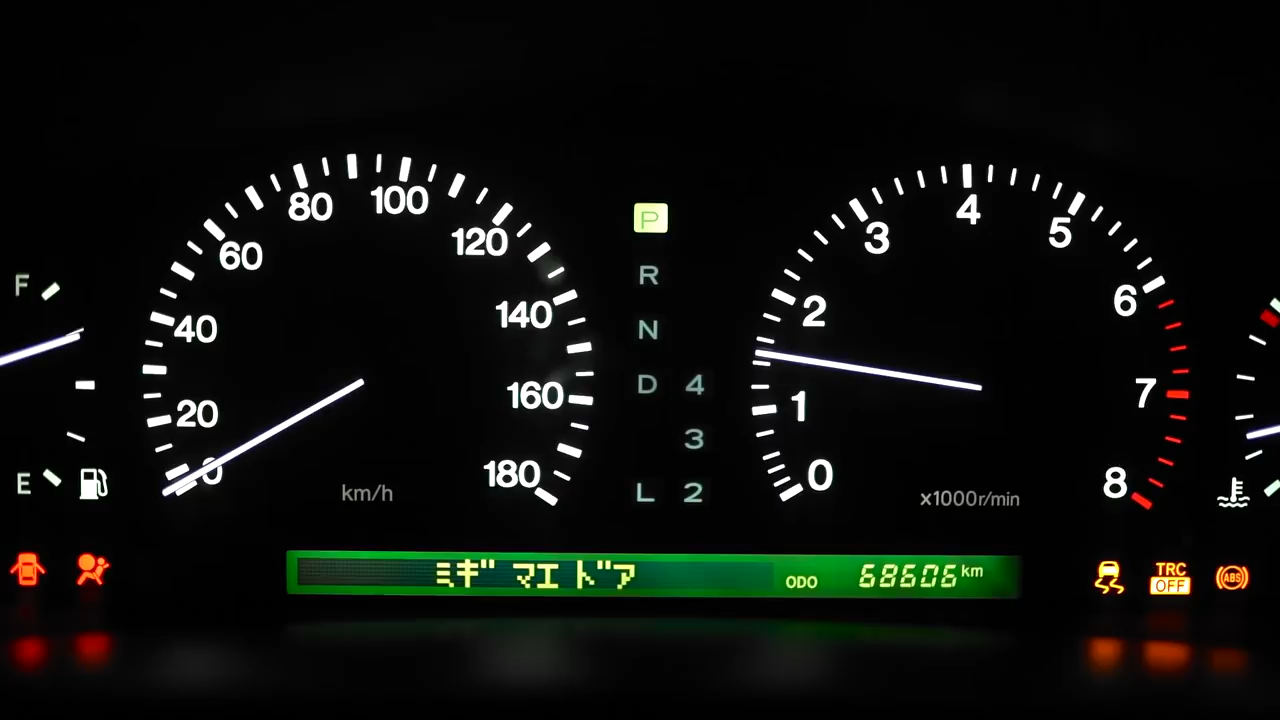 F
E
0
20
40
60
80
100
120
140
160
180
km/h
P
R
N
D 4
3
L 2
0
1
2
3
4
5
6
7
8
x1000r/min
ミギ マエ ドア
ODO 68606 km
TRC
OFF
ABS